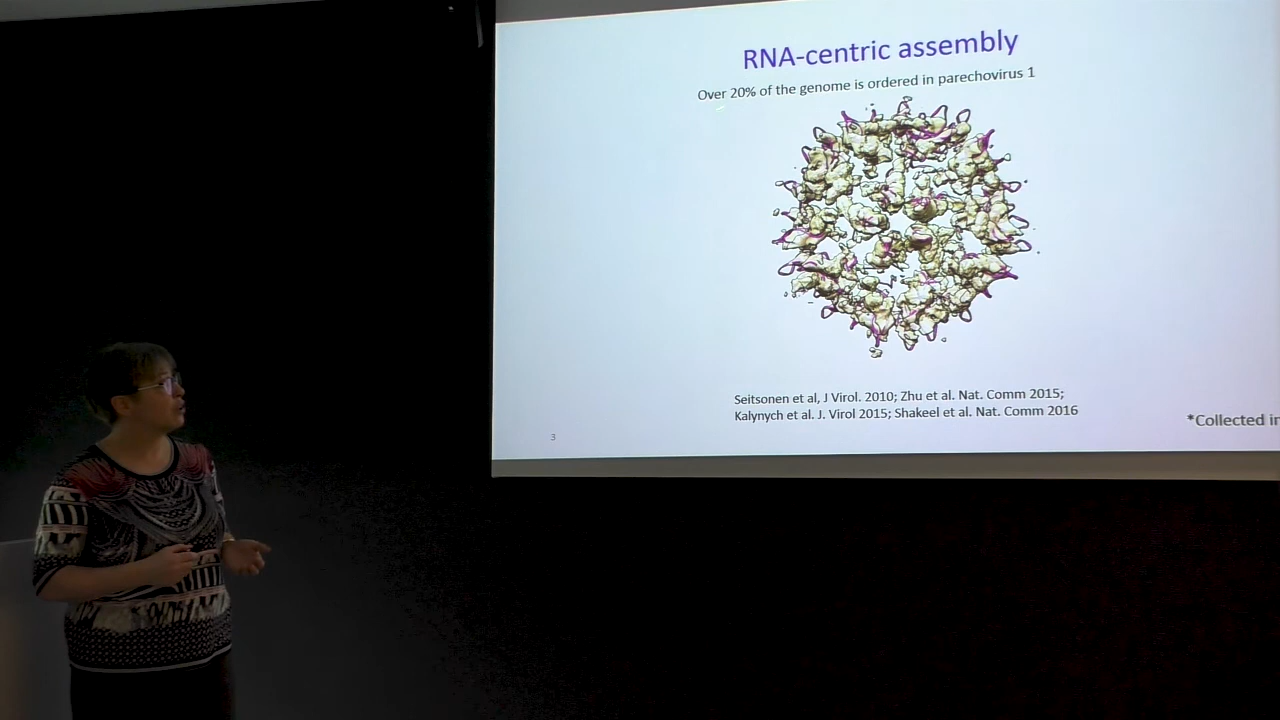 RNA-centric assembly
Over 20% of the genome is ordered in parechovirus 1
Seitsonen et al, J Virol. 2010; Zhu et al. Nat. Comm 2015;
Kalynych et al. J. Virol 2015; Shakeel et al. Nat. Comm 2016
*Collected in
3